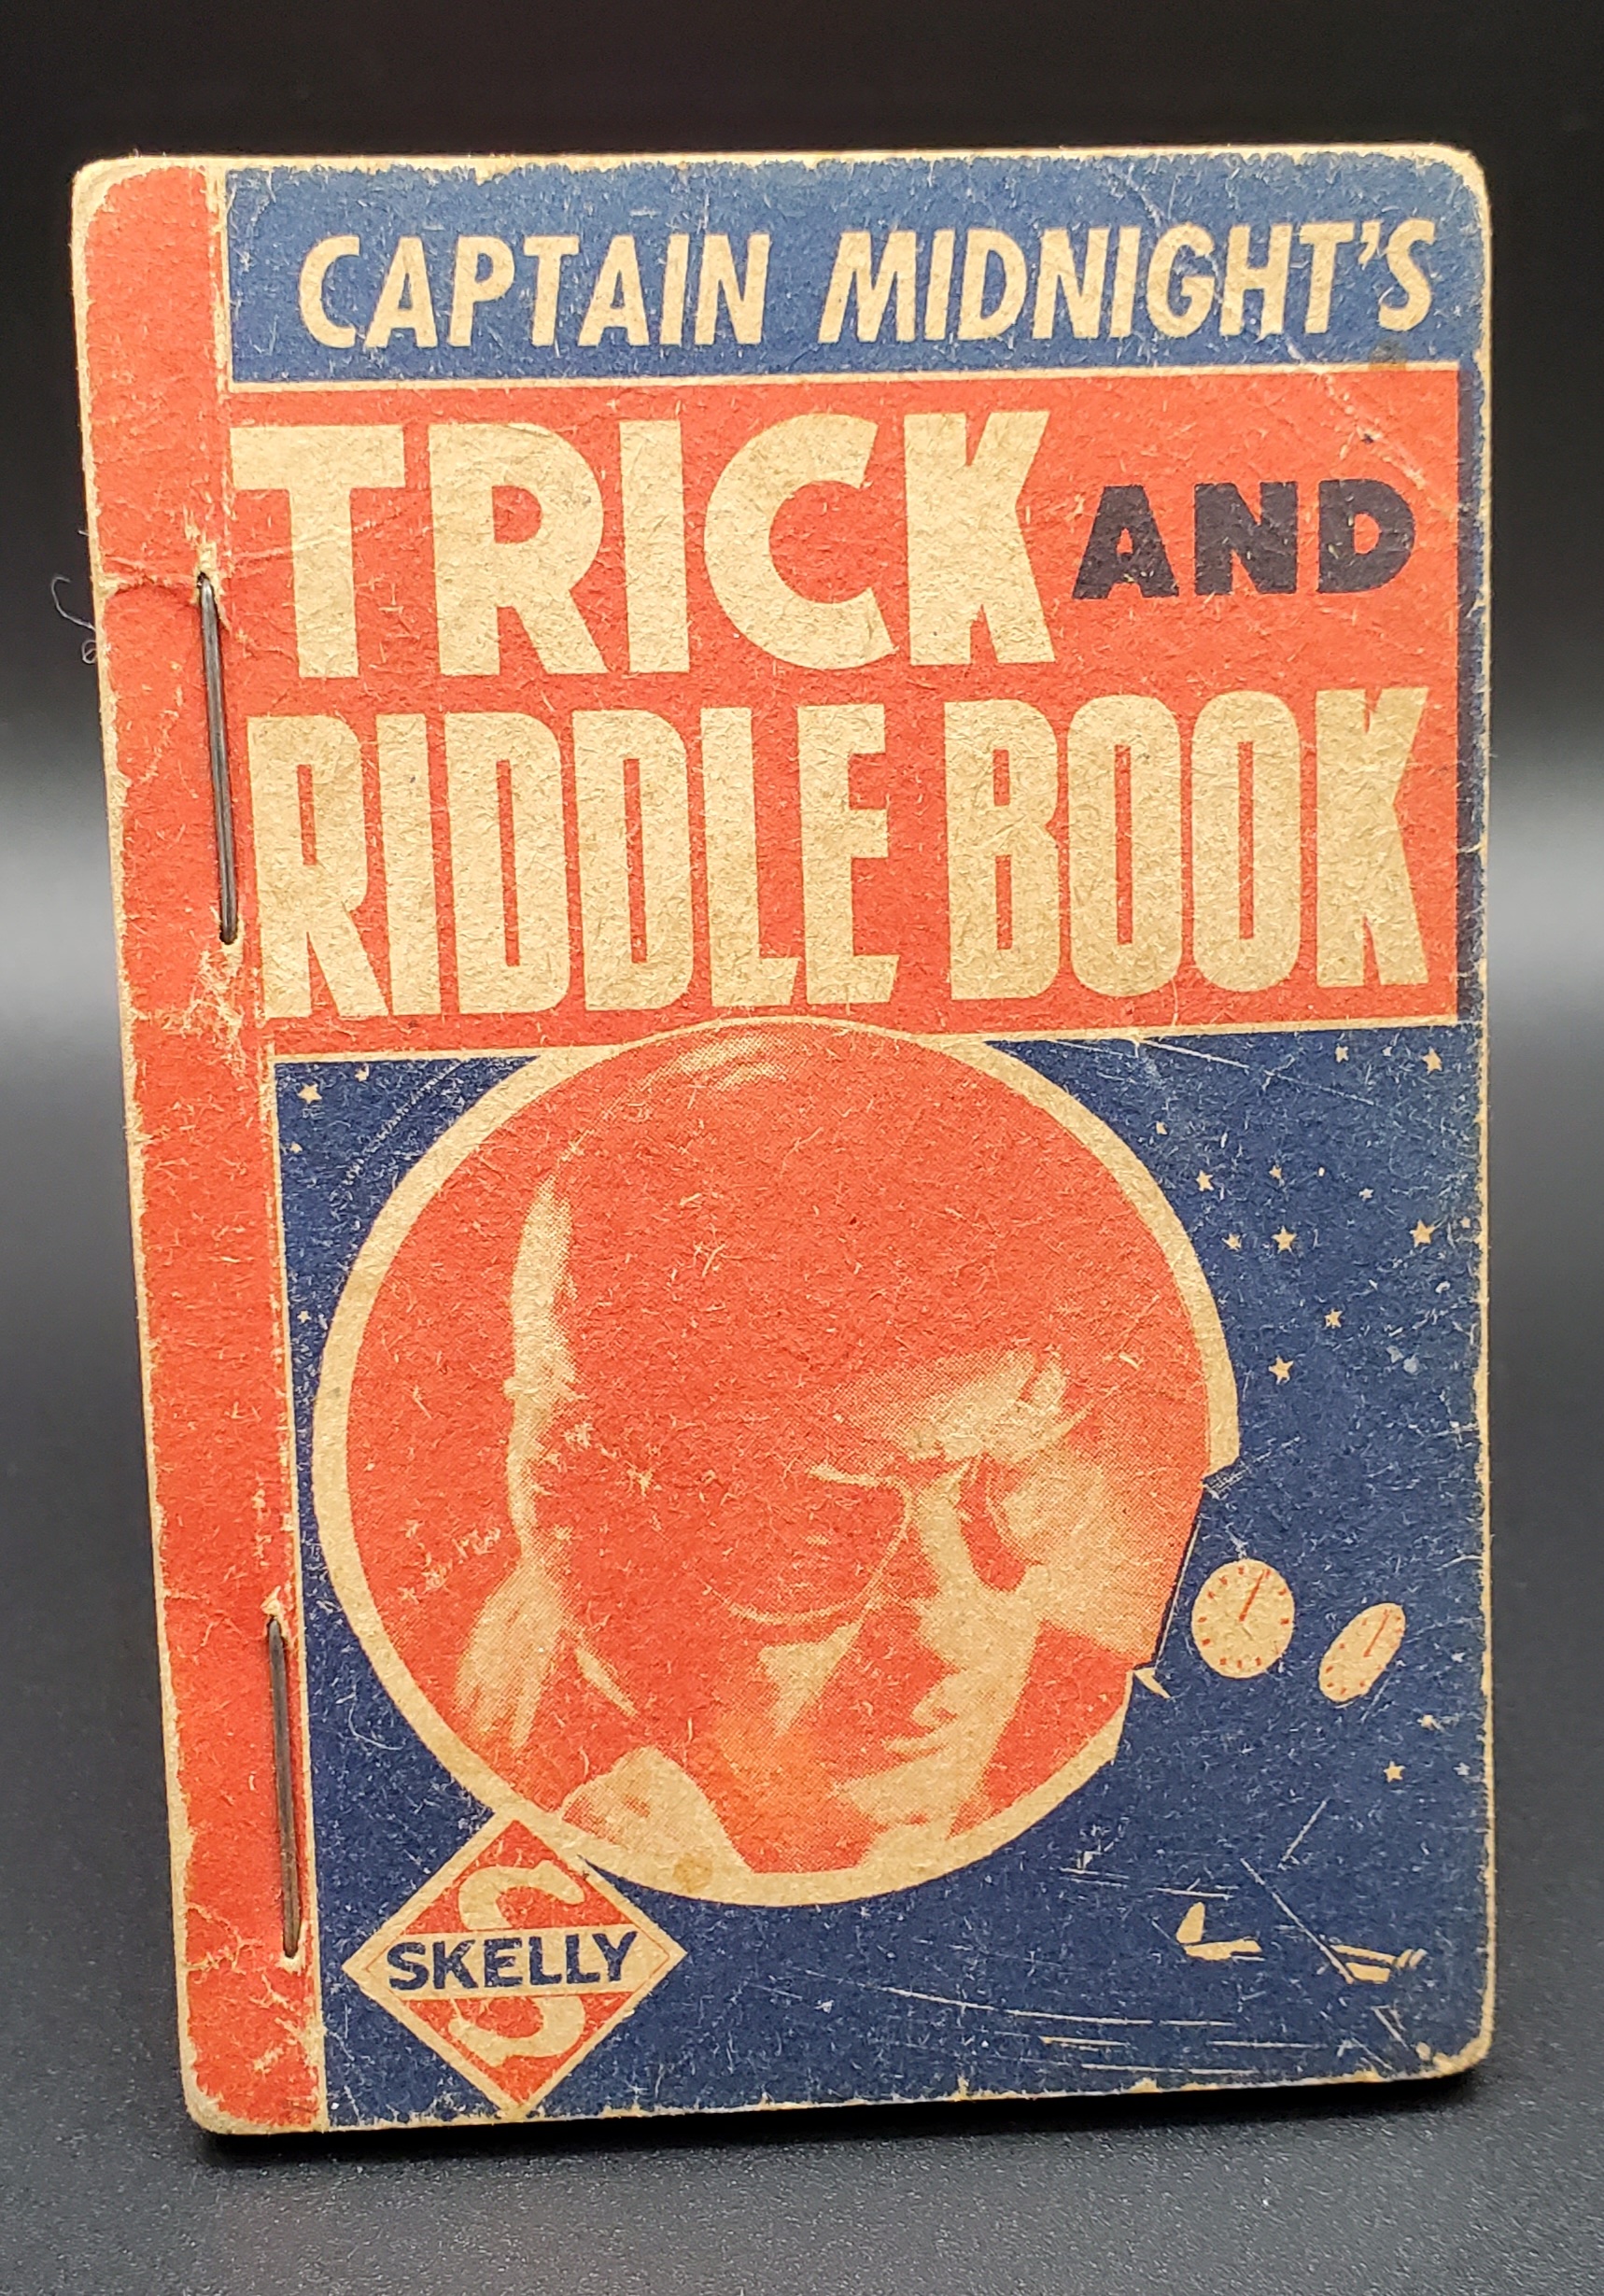 CAPTAIN MIDNIGHT'S
TRICK AND
RIDDLE BOOK
S
SKELLY